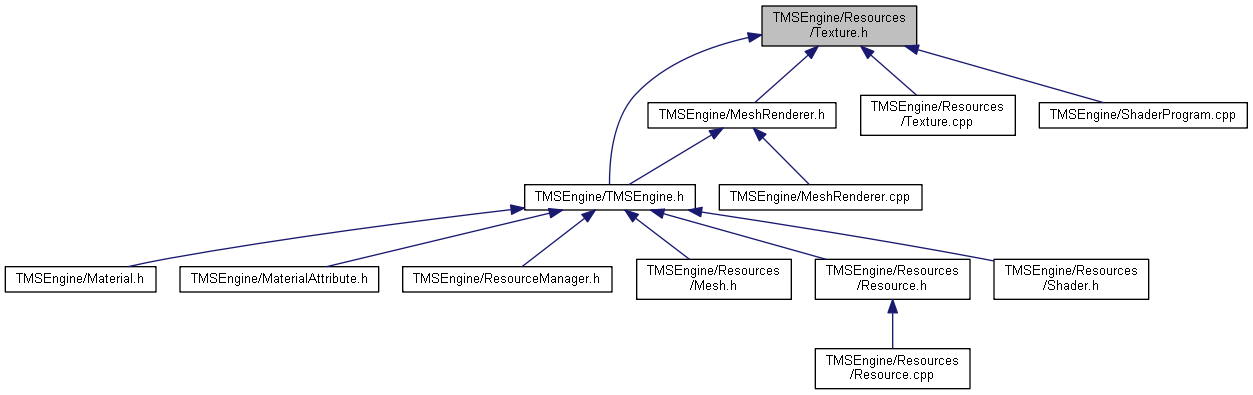 TMSEngine/Resources
/Texture.h
TMSEngine/MeshRenderer.h
TMSEngine/Resources
/Texture.cpp
TMSEngine/ShaderProgram.cpp
TMSEngine/TMSEngine.h
TMSEngine/MeshRenderer.cpp
TMSEngine/Material.h
TMSEngine/MaterialAttribute.h
TMSEngine/ResourceManager.h
TMSEngine/Resources
/Mesh.h
TMSEngine/Resources
/Resource.h
TMSEngine/Resources
/Shader.h
TMSEngine/Resources
/Resource.cpp